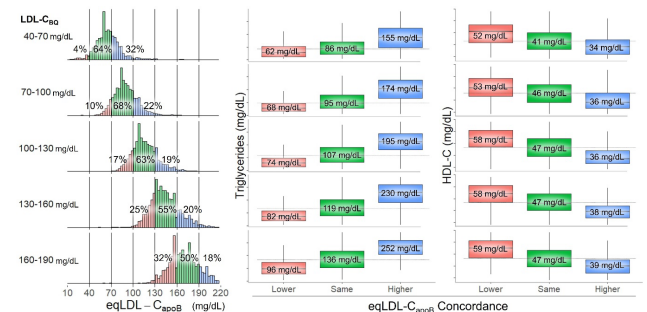 LDL-C_BQ
40-70 mg/dL
4% 64% 32%
70-100 mg/dL
10% 68% 22%
100-130 mg/dL
17% 63% 19%
130-160 mg/dL
25% 55% 20%
160-190 mg/dL
32% 50% 18%
10 40 70 100 130 160 190 220
eqLDL – C_apoB (mg/dL)
Triglycerides (mg/dL)
62 mg/dL 86 mg/dL 155 mg/dL
68 mg/dL 95 mg/dL 174 mg/dL
74 mg/dL 107 mg/dL 195 mg/dL
82 mg/dL 119 mg/dL 230 mg/dL
96 mg/dL 136 mg/dL 252 mg/dL
Lower Same Higher
HDL-C (mg/dL)
52 mg/dL 41 mg/dL 34 mg/dL
53 mg/dL 46 mg/dL 36 mg/dL
58 mg/dL 47 mg/dL 36 mg/dL
58 mg/dL 47 mg/dL 38 mg/dL
59 mg/dL 47 mg/dL 39 mg/dL
Lower Same Higher
eqLDL-C_apoB Concordance